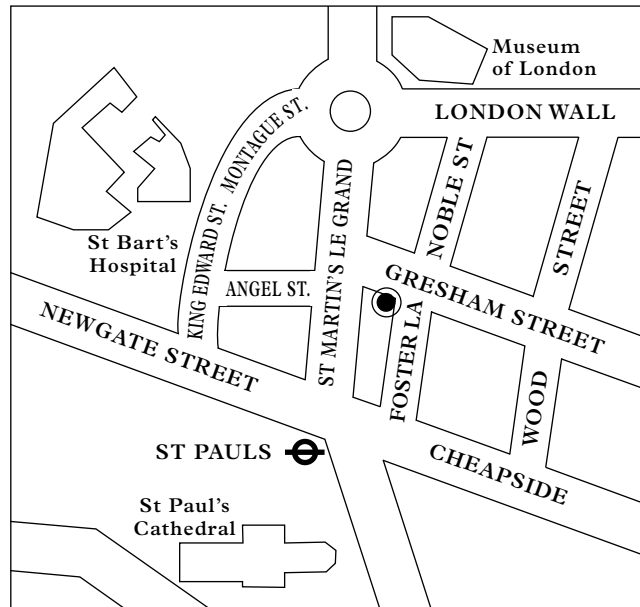 Museum
of London
LONDON WALL
MONTAGUE ST.
KING EDWARD ST.
NOBLE ST
STREET
ST MARTIN'S LE GRAND
St Bart's
Hospital
ANGEL ST.
GRESHAM STREET
NEWGATE STREET
FOSTER LA
WOOD
ST PAULS
CHEAPSIDE
St Paul's
Cathedral